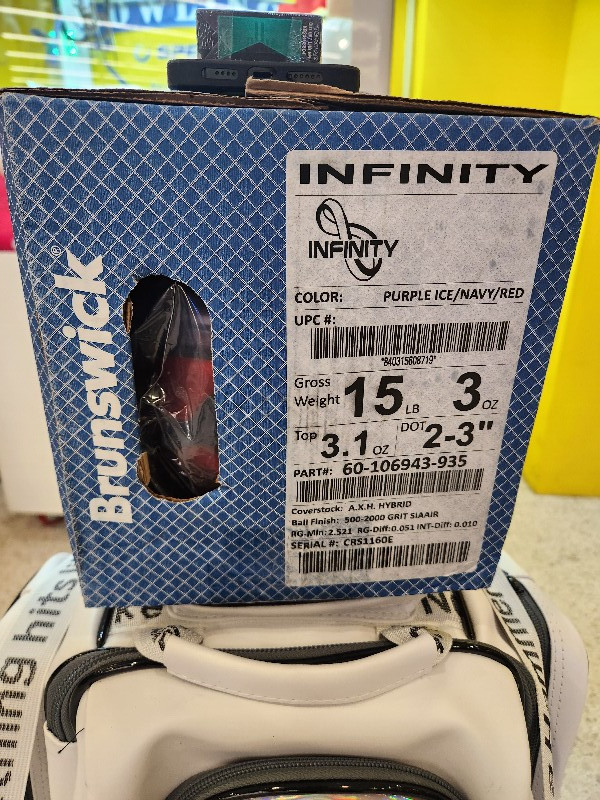 Brunswick®
INFINITY
INFINITY
COLOR: PURPLE ICE/NAVY/RED
UPC #:
*840315608719*
Gross Weight 15 LB 3 OZ
Top 3.1 OZ DOT 2-3"
PART#: 60-106943-935
Coverstock: A.X.H. HYBRID
Ball Finish: 500-2000 GRIT SIAAIR
RG-Min:2.521 RG-Diff:0.051 INT-Diff: 0.010
SERIAL #: CRS1160E